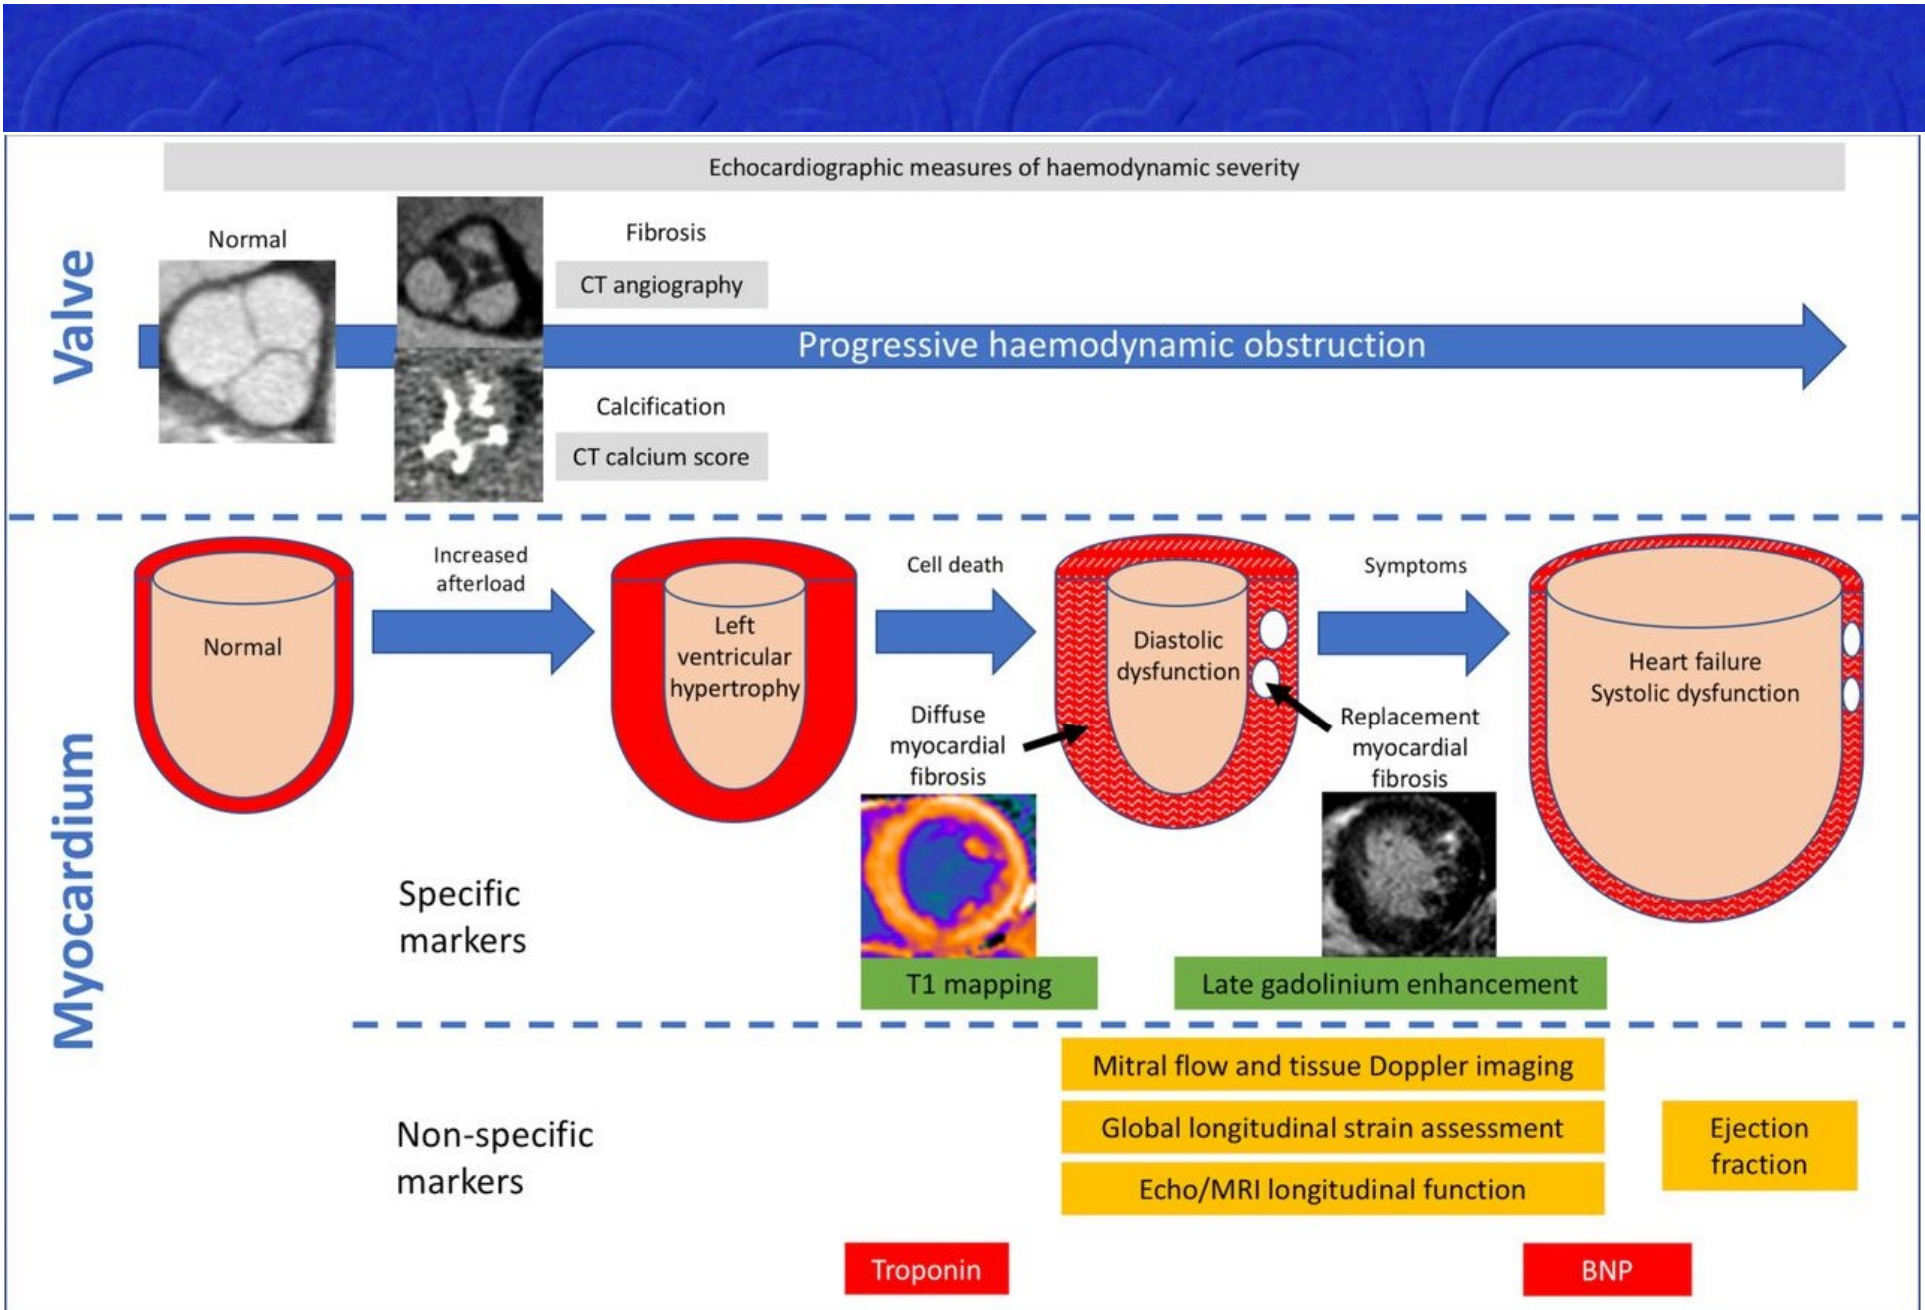 Echocardiographic measures of haemodynamic severity
Valve
Normal
Fibrosis
CT angiography
Progressive haemodynamic obstruction
Calcification
CT calcium score
Myocardium
Normal
Increased
afterload
Left
ventricular
hypertrophy
Cell death
Diastolic
dysfunction
Symptoms
Heart failure
Systolic dysfunction
Diffuse
myocardial
fibrosis
Replacement
myocardial
fibrosis
Specific
markers
T1 mapping
Late gadolinium enhancement
Non-specific
markers
Mitral flow and tissue Doppler imaging
Global longitudinal strain assessment
Echo/MRI longitudinal function
Ejection
fraction
Troponin
BNP